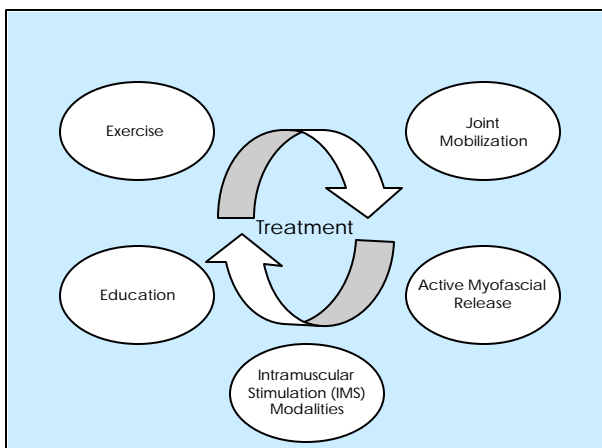 Exercise
Joint
Mobilization
Treatment
Education
Active Myofascial
Release
Intramuscular
Stimulation (IMS)
Modalities